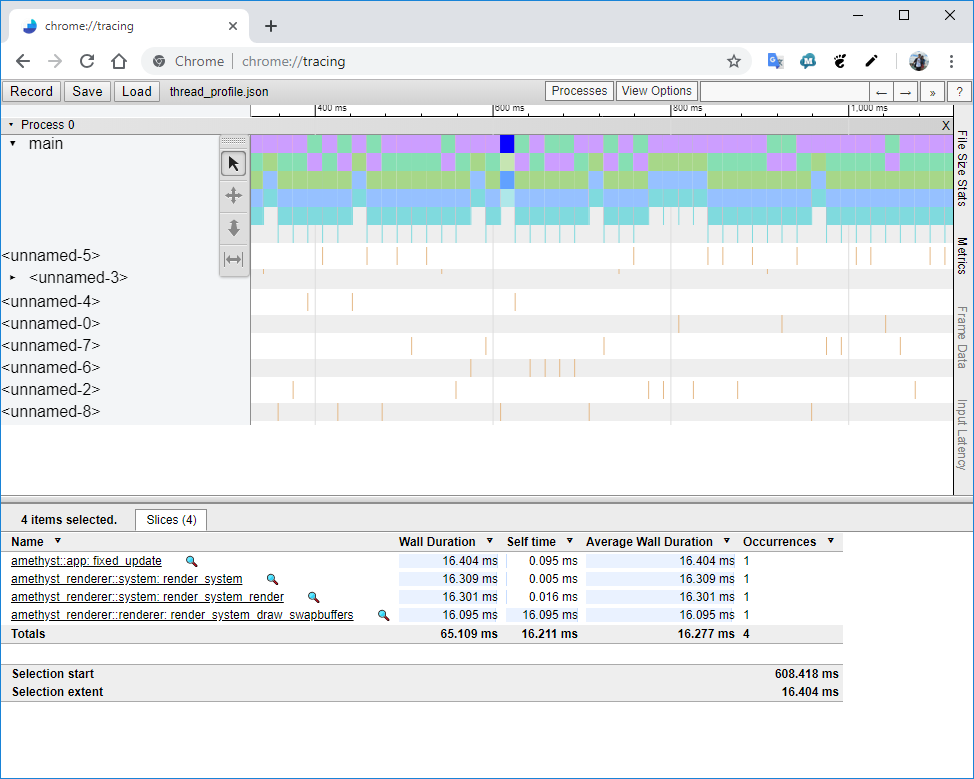 chrome://tracing
Chrome chrome://tracing
Record Save Load thread_profile.json Processes View Options ← → » ?
400 ms 600 ms 800 ms 1,000 ms
Process 0 X
main
<unnamed-5>
<unnamed-3>
<unnamed-4>
<unnamed-0>
<unnamed-7>
<unnamed-6>
<unnamed-2>
<unnamed-8>
File Size Stats
Metrics
Frame Data
Input Latency
4 items selected. Slices (4)
Name Wall Duration Self time Average Wall Duration Occurrences
amethyst::app: fixed_update 16.404 ms 0.095 ms 16.404 ms 1
amethyst_renderer::system: render_system 16.309 ms 0.005 ms 16.309 ms 1
amethyst_renderer::system: render_system_render 16.301 ms 0.016 ms 16.301 ms 1
amethyst_renderer::renderer: render_system_draw_swapbuffers 16.095 ms 16.095 ms 16.095 ms 1
Totals 65.109 ms 16.211 ms 16.277 ms 4
Selection start 608.418 ms
Selection extent 16.404 ms